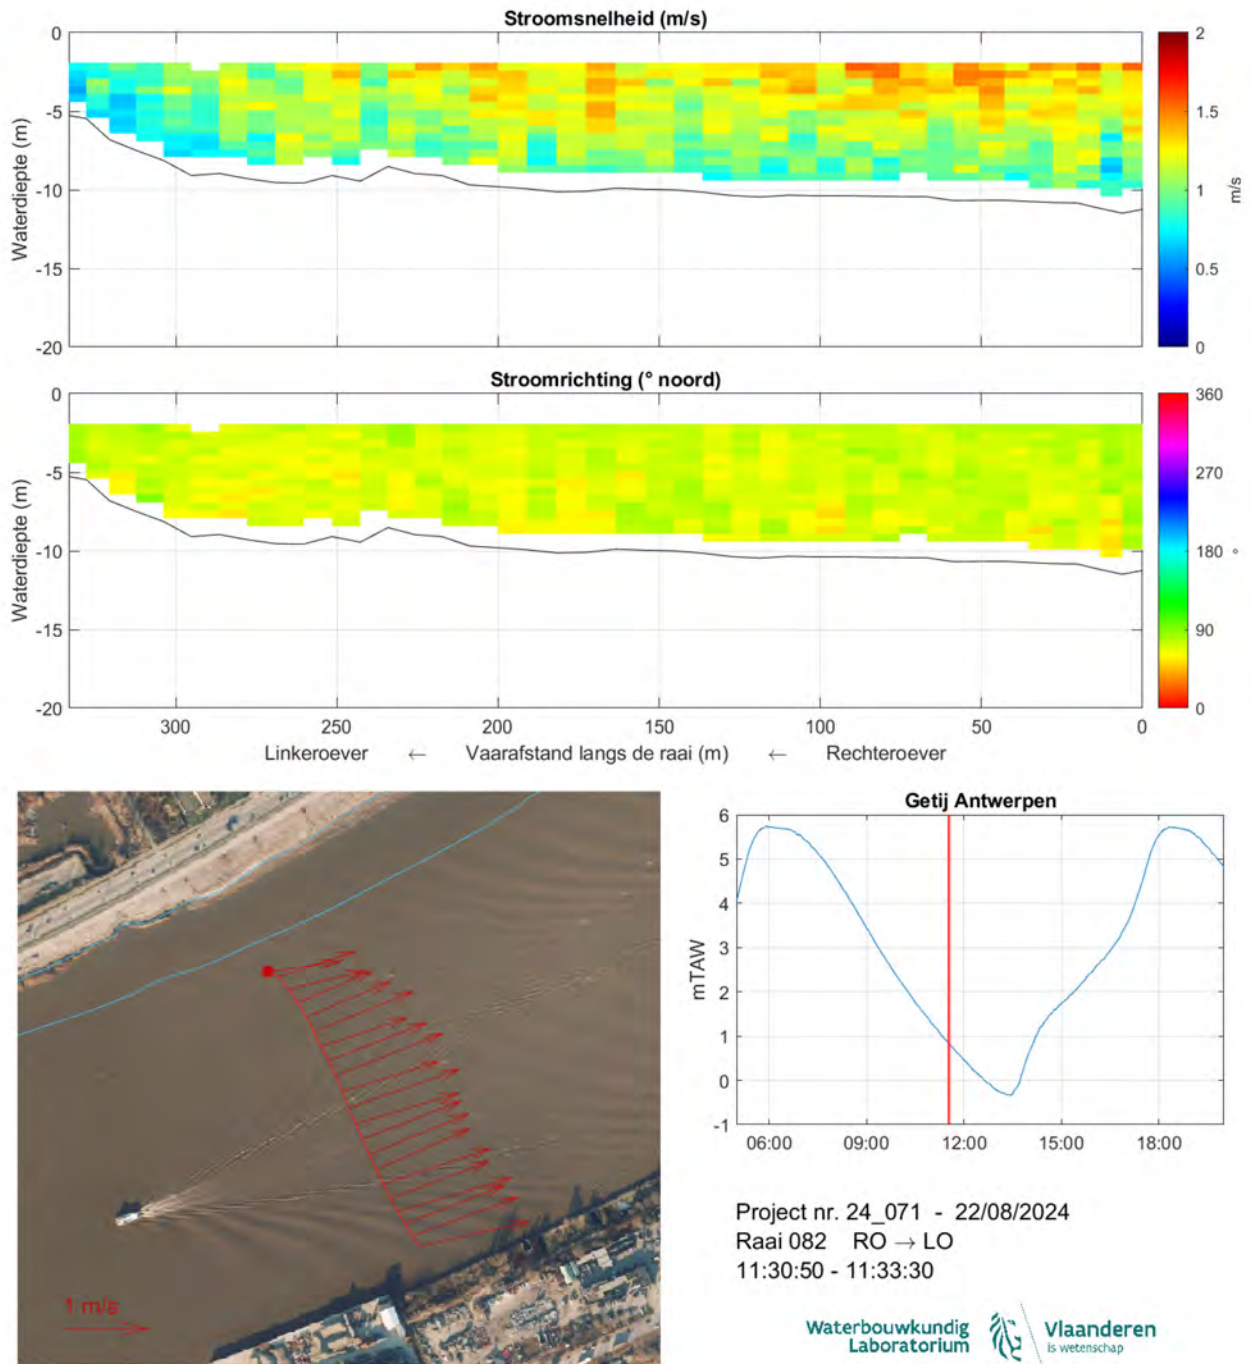 Stroomsnelheid (m/s)
0
-5
-10
-15
-20
Waterdiepte (m)
2
1.5
1
0.5
0
m/s
Stroomrichting (° noord)
0
-5
-10
-15
-20
Waterdiepte (m)
360
270
180
90
0
°
300 250 200 150 100 50 0
Linkeroever ← Vaarafstand langs de raai (m) ← Rechteroever
1 m/s
Getij Antwerpen
6
5
4
3
2
1
0
-1
mTAW
06:00 09:00 12:00 15:00 18:00
Project nr. 24_071 - 22/08/2024
Raai 082 RO → LO
11:30:50 - 11:33:30
Waterbouwkundig
Laboratorium
Vlaanderen
is wetenschap